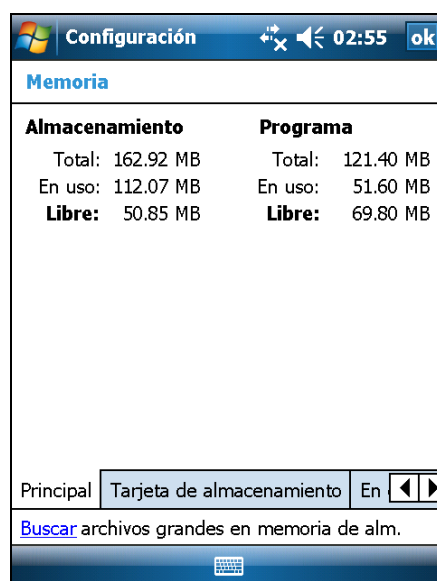 Configuración 02:55 ok
Memoria
Almacenamiento Programa
Total: 162.92 MB Total: 121.40 MB
En uso: 112.07 MB En uso: 51.60 MB
Libre: 50.85 MB Libre: 69.80 MB
Principal Tarjeta de almacenamiento En
Buscar archivos grandes en memoria de alm.